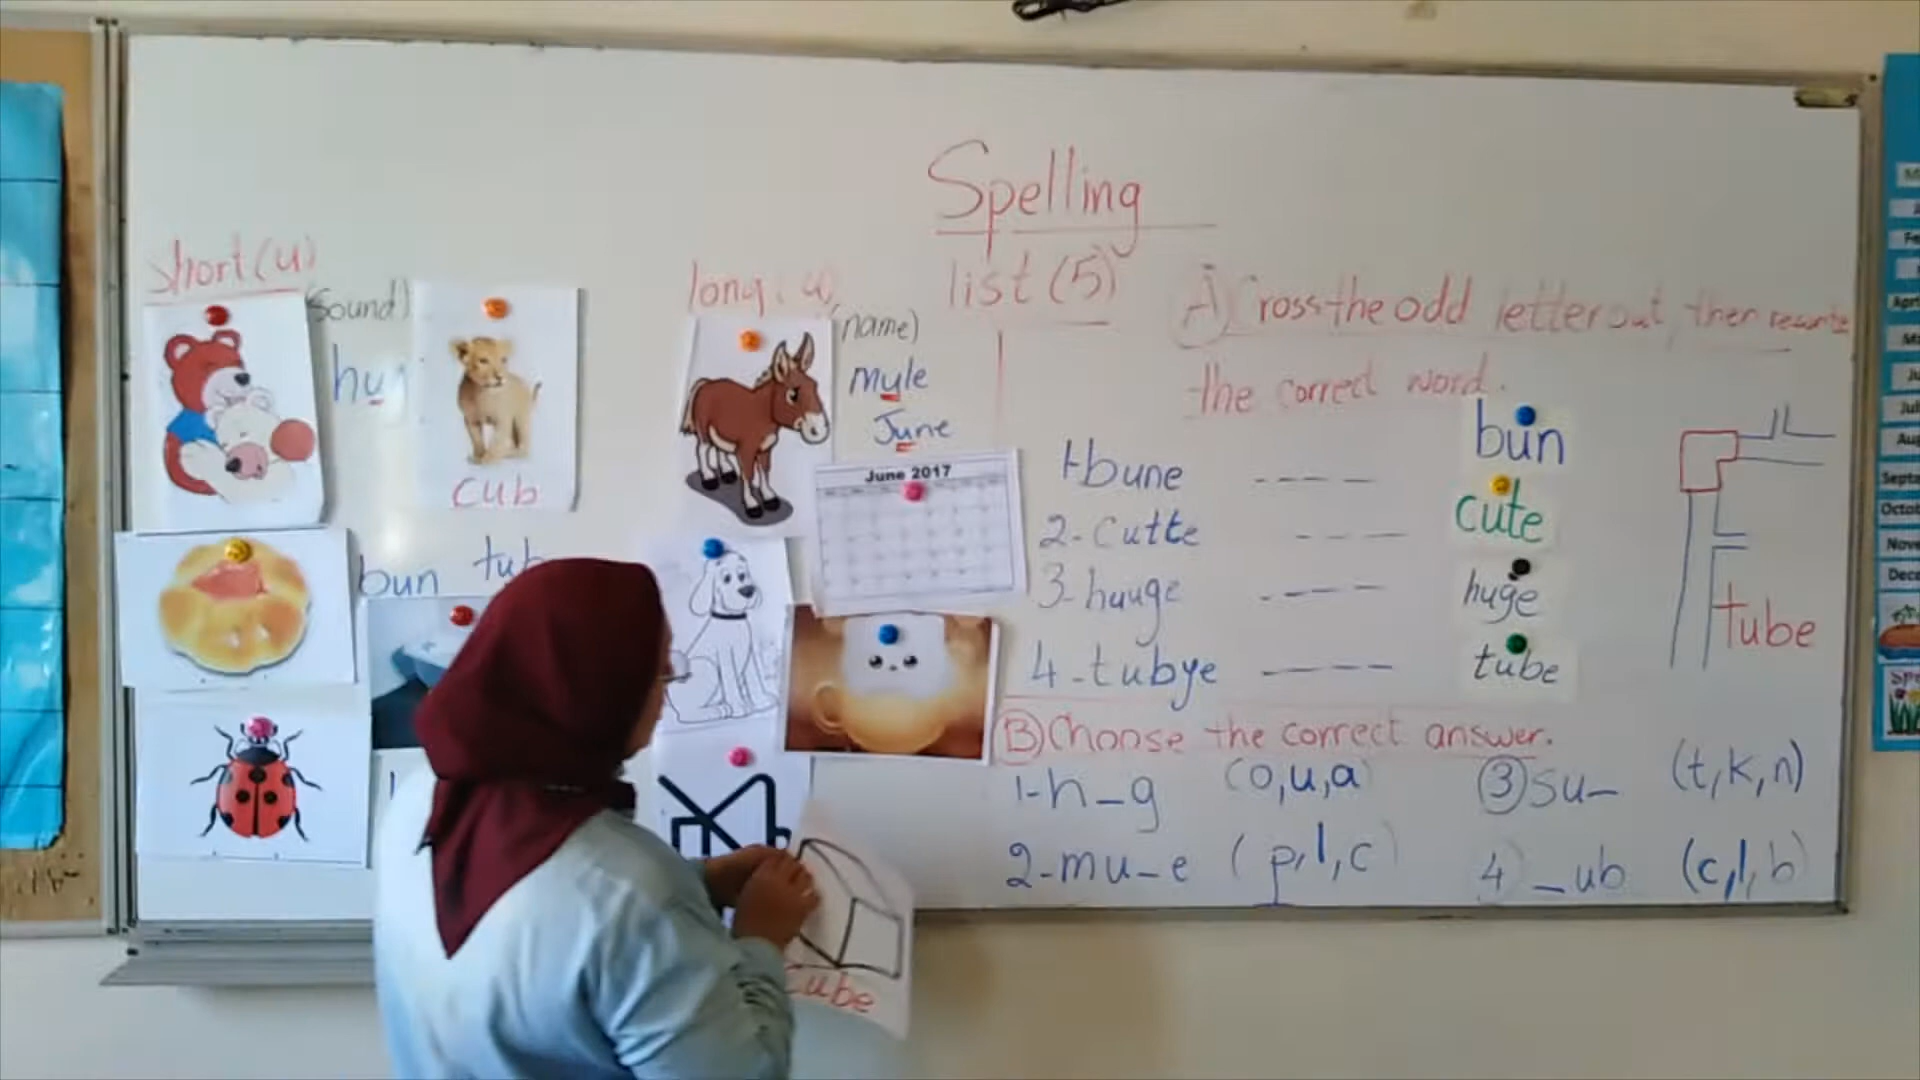 Spelling
list (5)
short (u)
(sound)
hu
cub
bun
long (u)
(name)
mule
June
June 2017
cube
A) Cross the odd letter out, then rewrite
the correct word.
1- bune ----
bun
2- Cutte ----
cute
3- huuge ----
huge
4- tubye ----
tube
tube
B) Choose the correct answer.
1- h_g (o,u,a)
3 su_ (t,k,n)
2- mu_e (p,l,c)
4 _ub (c,l,b)